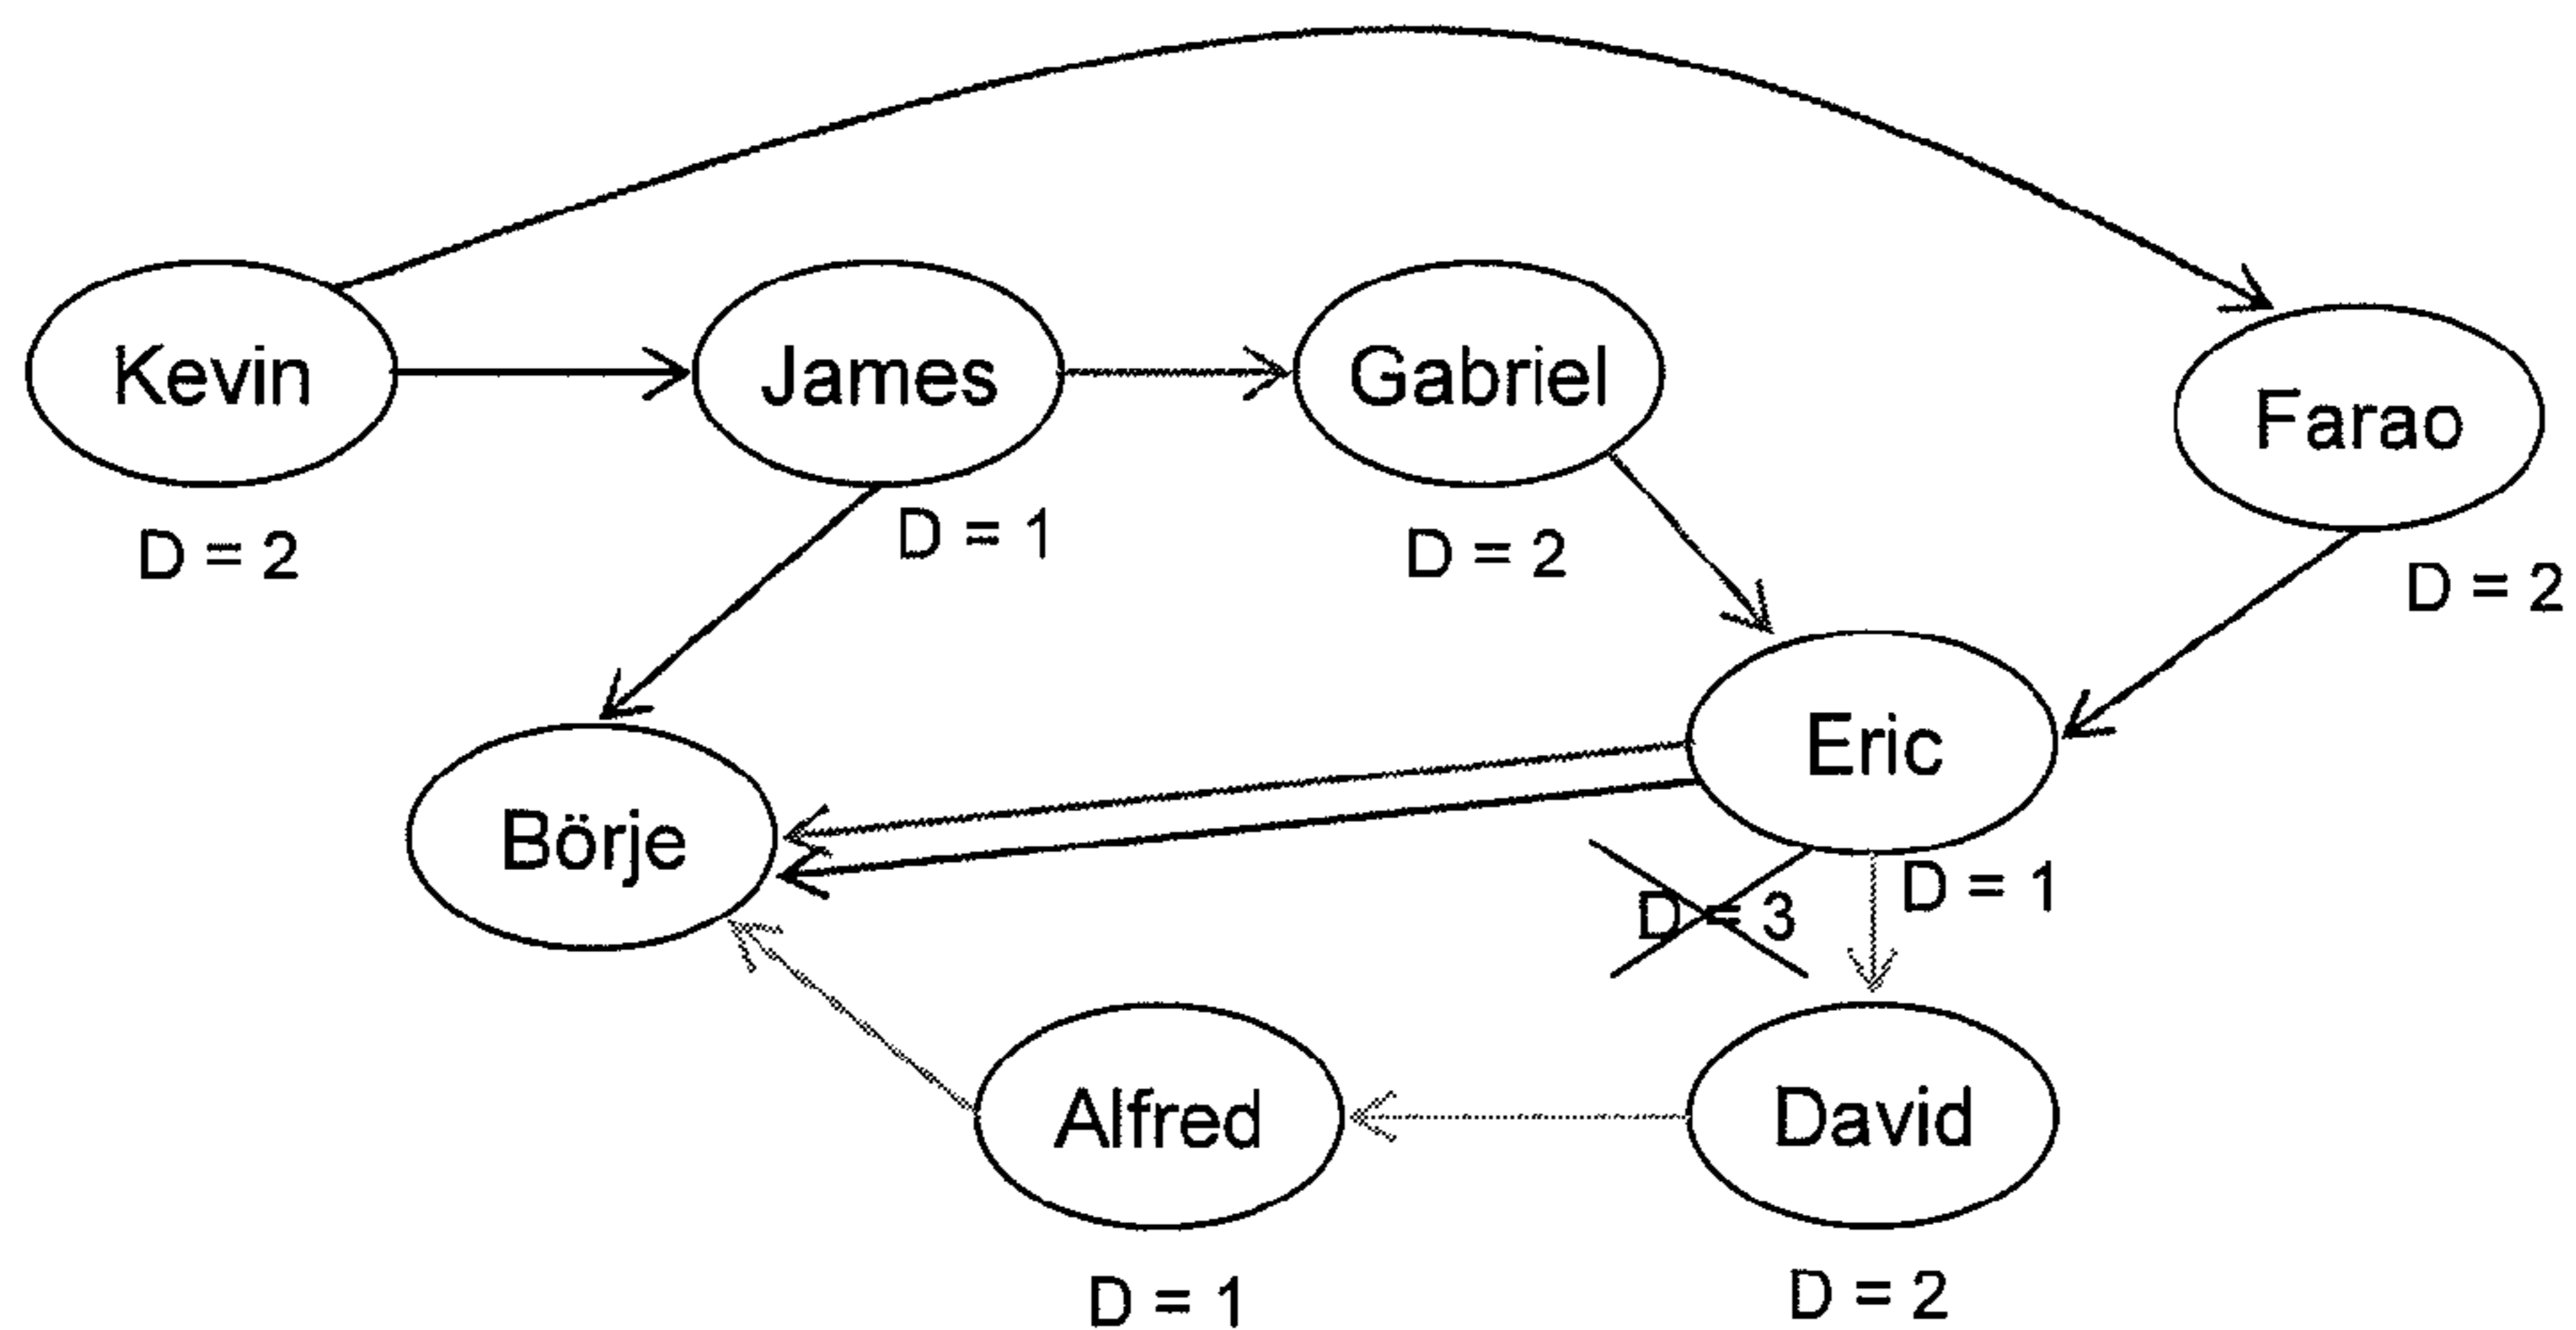 Kevin
James
Gabriel
Farao
D = 2
D = 1
D = 2
D = 2
Börje
Eric
D = 3
D = 1
Alfred
David
D = 1
D = 2